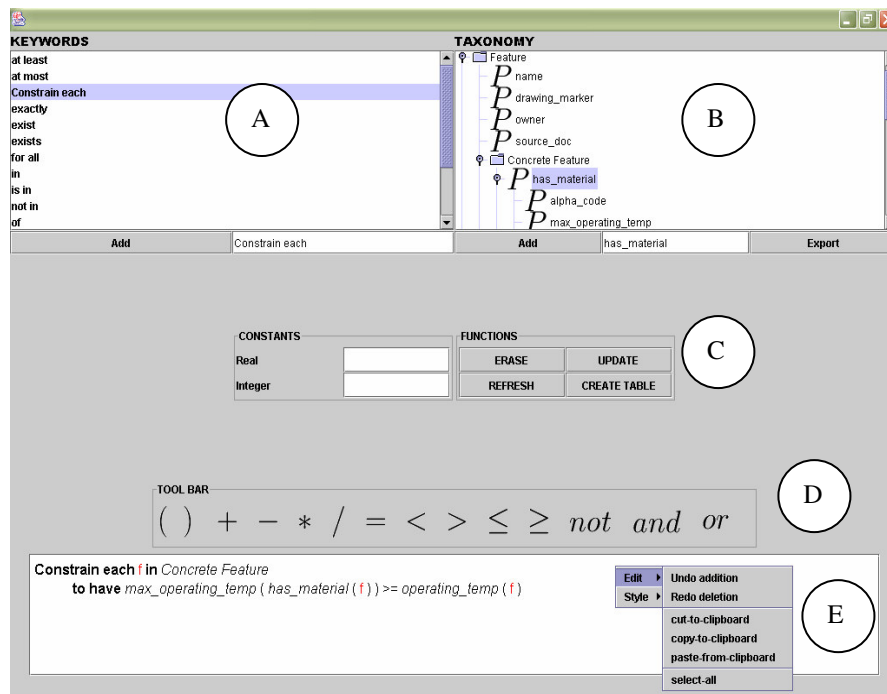 KEYWORDS
TAXONOMY
at least
at most
Constrain each
exactly
exist
exists
for all
in
is in
not in
of
A
Feature
P name
P drawing_marker
P owner
P source_doc
Concrete Feature
P has_material
P alpha_code
P max_operating_temp
B
Add
Constrain each
Add
has_material
Export
CONSTANTS
Real
Integer
FUNCTIONS
ERASE
UPDATE
REFRESH
CREATE TABLE
C
TOOL BAR
( ) + − * / = < > ≤ ≥ not and or
D
Constrain each f in Concrete Feature
to have max_operating_temp ( has_material ( f ) ) >= operating_temp ( f )
Edit
Style
Undo addition
Redo deletion
cut-to-clipboard
copy-to-clipboard
paste-from-clipboard
select-all
E